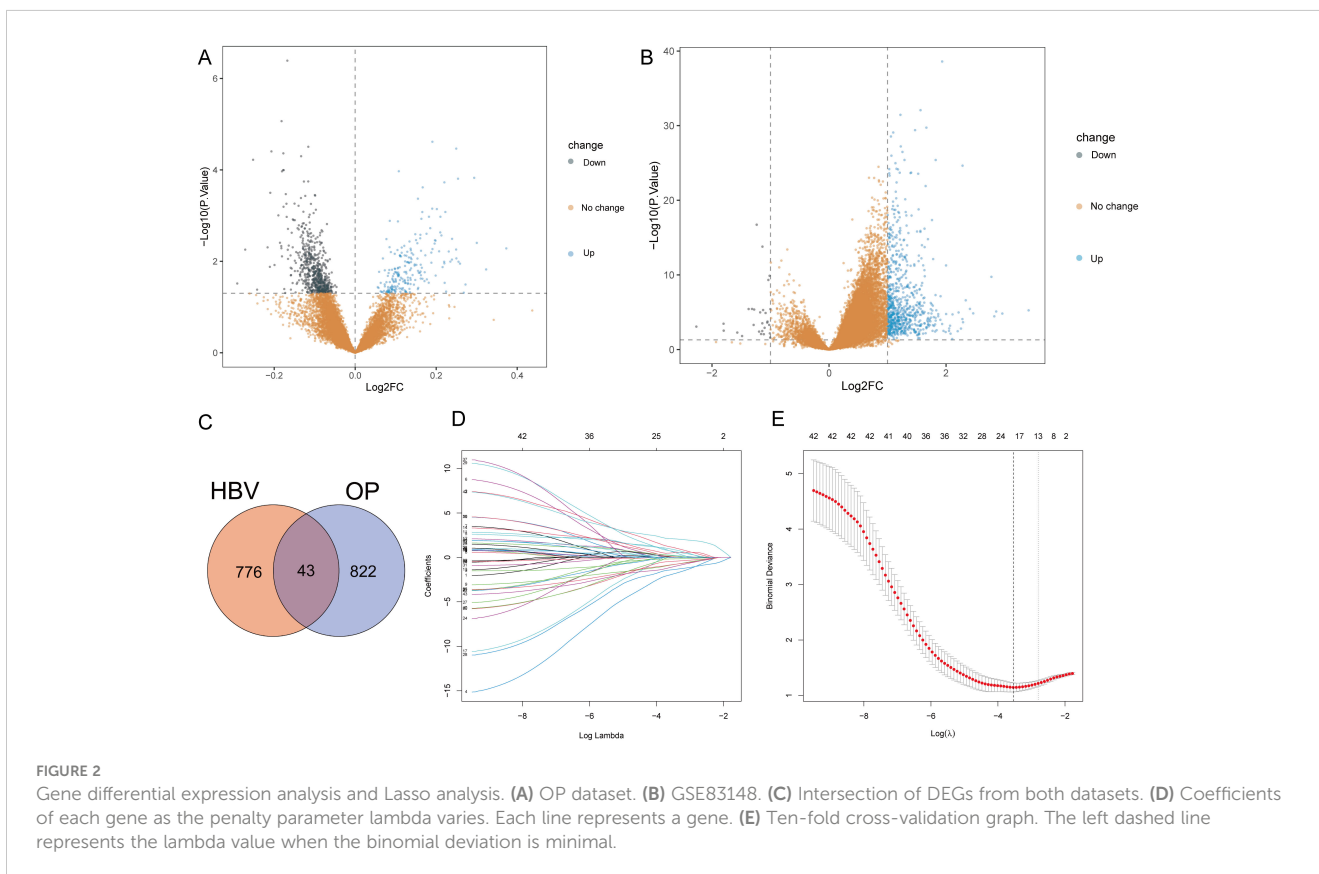 A
6
4
2
0
−Log10(P.Value)
−0.2
0.0
0.2
0.4
Log2FC
change
Down
No change
Up
B
40
30
20
10
0
−Log10(P.Value)
−2
0
2
Log2FC
change
Down
No change
Up
C
HBV
OP
776
43
822
D
42
36
25
2
10
5
0
−5
−10
−15
Coefficients
−8
−6
−4
−2
Log Lambda
E
42 42 42 42 41 40 36 36 32 28 24 17 13 8 2
5
4
3
2
1
Binomial Deviance
−8
−6
−4
−2
Log(λ)
FIGURE 2
Gene differential expression analysis and Lasso analysis. (A) OP dataset. (B) GSE83148. (C) Intersection of DEGs from both datasets. (D) Coefficients
of each gene as the penalty parameter lambda varies. Each line represents a gene. (E) Ten-fold cross-validation graph. The left dashed line
represents the lambda value when the binomial deviation is minimal.